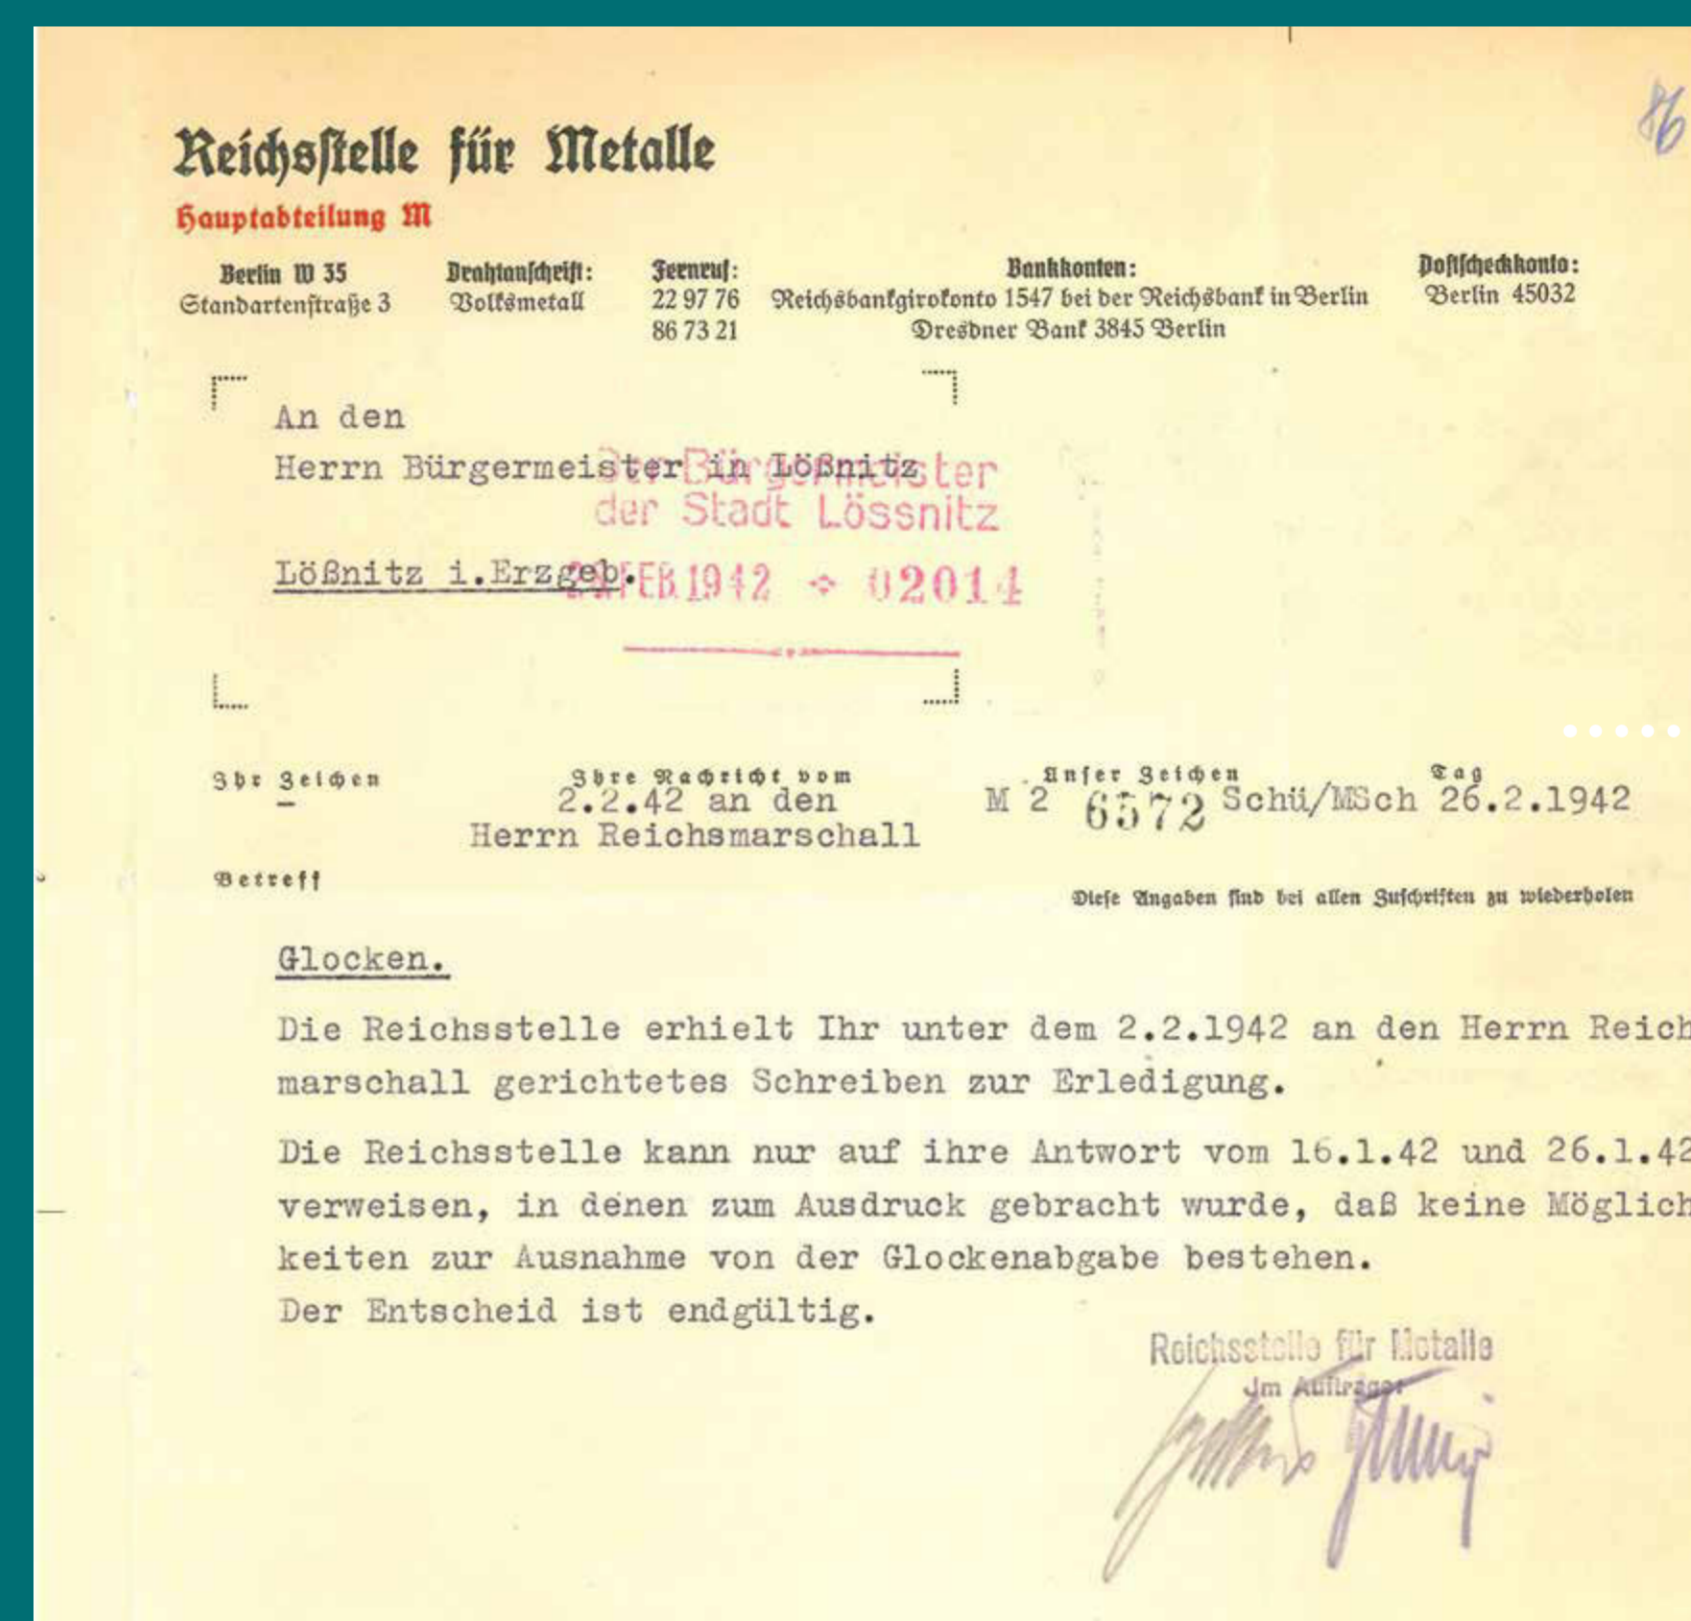 86
Reichsstelle für Metalle
Hauptabteilung M
Berlin W 35 Drahtanschrift: Fernruf: Bankkonten: Postscheckkonto:
Standartenstraße 3 Volksmetall 22 97 76 Reichsbankgirokonto 1547 bei der Reichsbank in Berlin Berlin 45032
86 73 21 Dresdner Bank 3845 Berlin
An den
Herrn Bürgermeister in Lößnitz
Der Bürgermeister
der Stadt Lössnitz
Lößnitz i.Erzgeb.
FEB.1942 02014
Ihr Zeichen Ihre Nachricht vom Unser Zeichen Tag
– 2.2.42 an den M 2 6572 Schü/MSch 26.2.1942
Herrn Reichsmarschall
Betreff
Diese Angaben sind bei allen Zuschriften zu wiederholen
Glocken.
Die Reichsstelle erhielt Ihr unter dem 2.2.1942 an den Herrn Reich
marschall gerichtetes Schreiben zur Erledigung.
Die Reichsstelle kann nur auf ihre Antwort vom 16.1.42 und 26.1.42
verweisen, in denen zum Ausdruck gebracht wurde, daß keine Möglich
keiten zur Ausnahme von der Glockenabgabe bestehen.
Der Entscheid ist endgültig.
Reichsstelle für Metalle
Im Auftrage: